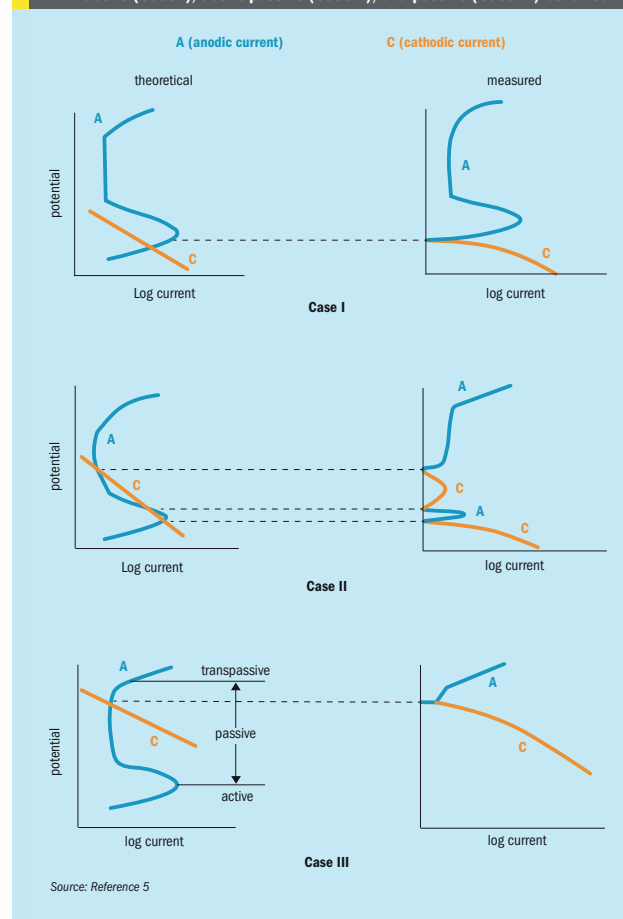 A (anodic current)
C (cathodic current)
theoretical
measured
A
C
potential
Log current
A
C
log current
Case I
A
C
potential
Log current
A
C
A
C
log current
Case II
A
C
transpassive
passive
active
potential
log current
A
C
log current
Case III
Source: Reference 5